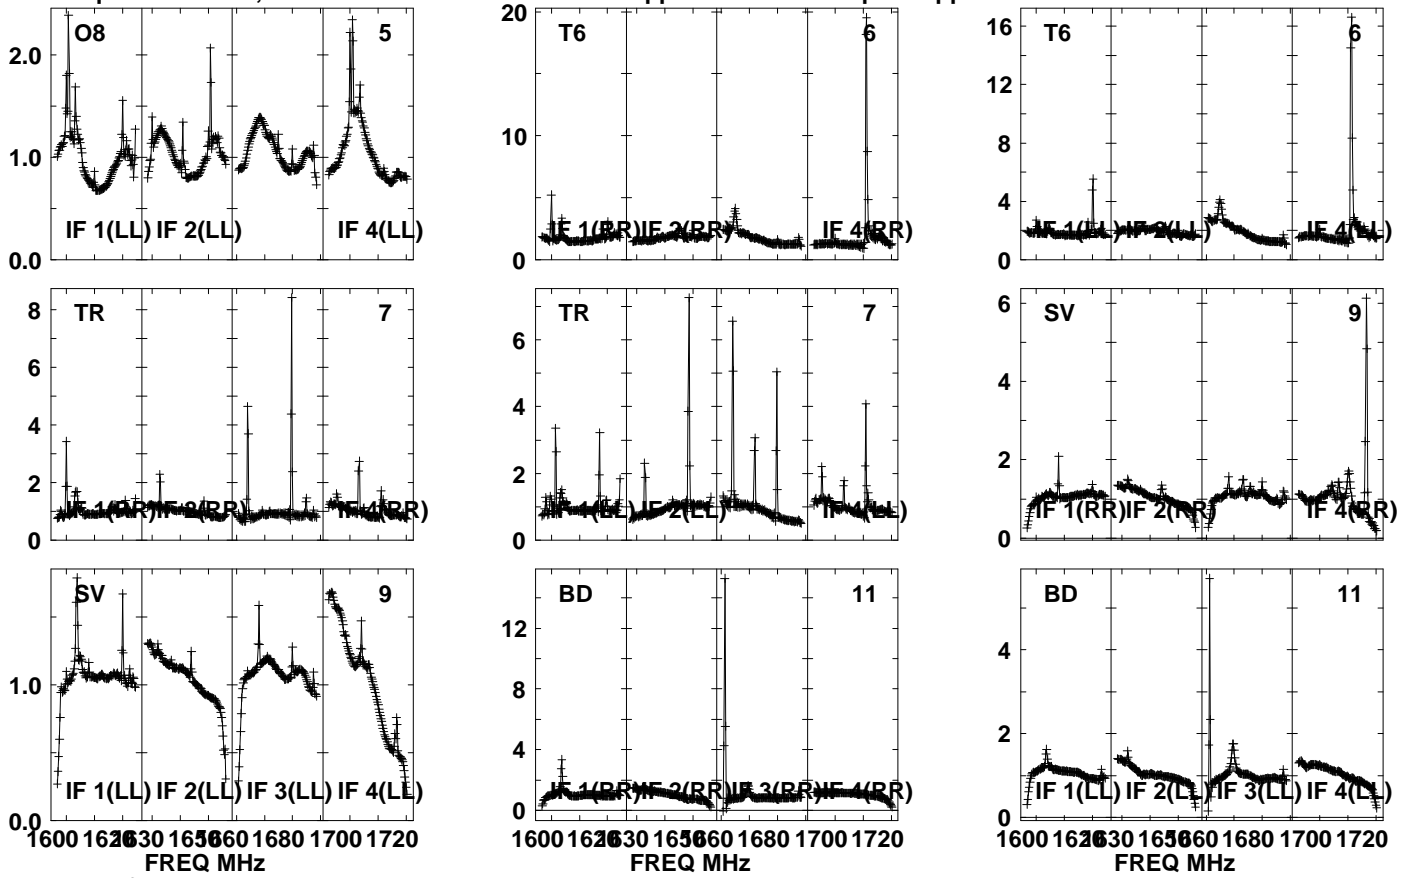 O8 5
2.0
1.0
0.0
IF 1(LL) IF 2(LL) IF 4(LL)
T6 6
20
10
0
IF 1(RR) IF 2(RR) IF 4(RR)
T6 6
16
12
8
4
0
IF 1(LL) IF 2(LL) IF 4(LL)
TR 7
8
6
4
2
0
IF 1(RR) IF 2(RR) IF 4(RR)
TR 7
6
4
2
0
IF 1(LL) IF 2(LL) IF 4(LL)
SV 9
6
4
2
0
IF 1(RR) IF 2(RR) IF 4(RR)
SV 9
1.0
0.0
IF 1(LL) IF 2(LL) IF 3(LL) IF 4(LL)
1600 1620 1630 1650 1660 1680 1700 1720
FREQ MHz
BD 11
12
8
4
0
IF 1(RR) IF 2(RR) IF 3(RR) IF 4(RR)
1600 1620 1630 1650 1660 1680 1700 1720
FREQ MHz
BD 11
4
2
0
IF 1(LL) IF 2(LL) IF 3(LL) IF 4(LL)
1600 1620 1630 1650 1660 1680 1700 1720
FREQ MHz